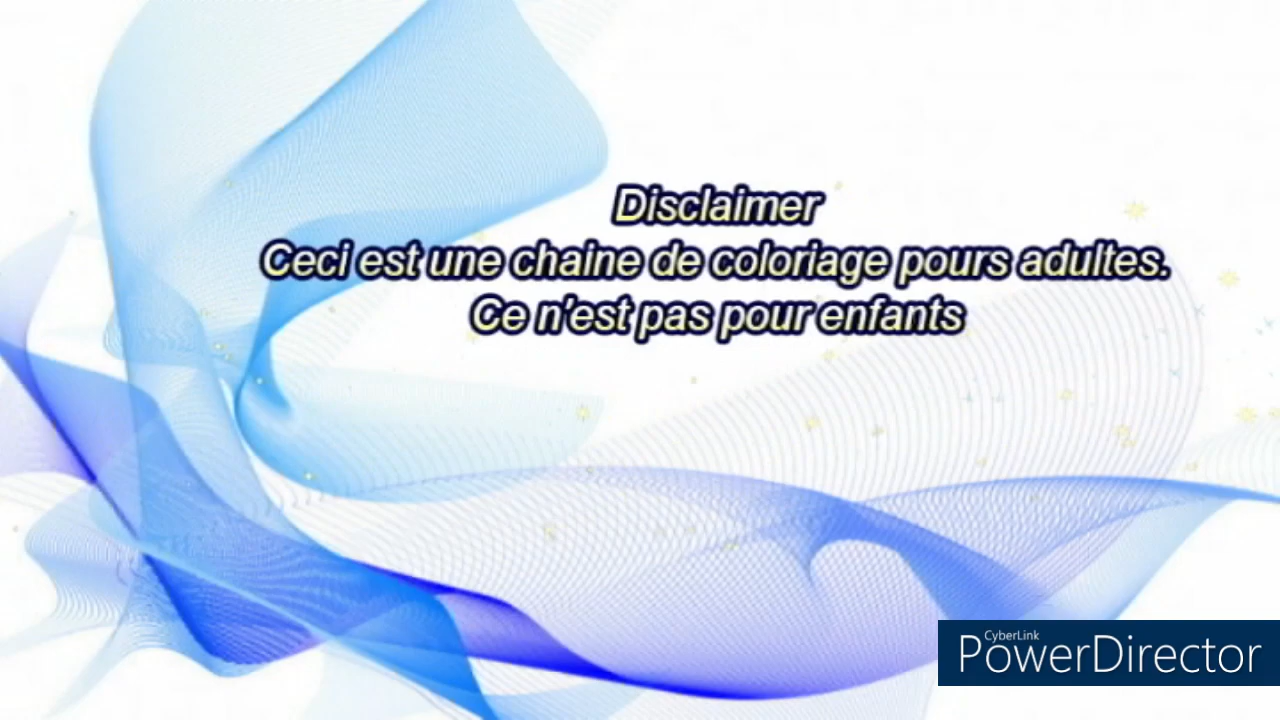 Disclaimer
Ceci est une chaine de coloriage pours adultes.
Ce n'est pas pour enfants
CyberLink
PowerDirector